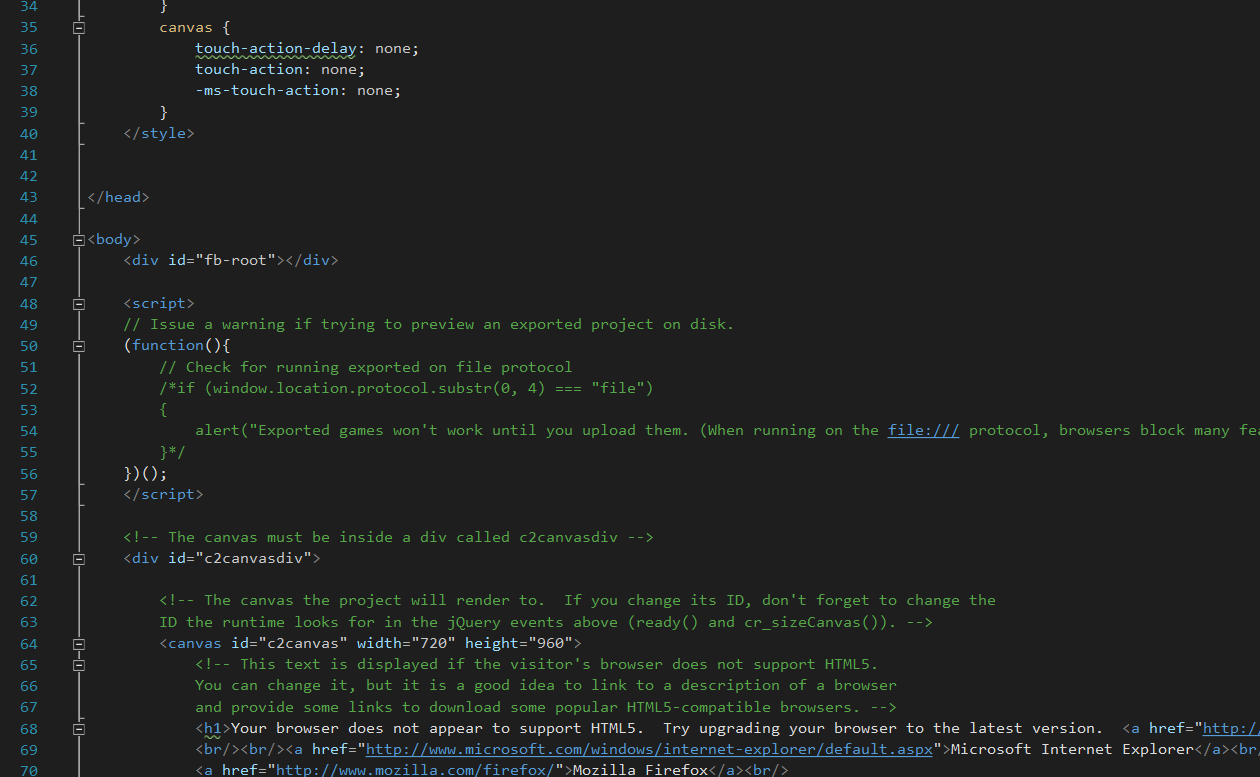 34 }
35 canvas {
36 touch-action-delay: none;
37 touch-action: none;
38 -ms-touch-action: none;
39 }
40 </style>
41
42
43 </head>
44
45 <body>
46 <div id="fb-root"></div>
47
48 <script>
49 // Issue a warning if trying to preview an exported project on disk.
50 (function(){
51 // Check for running exported on file protocol
52 /*if (window.location.protocol.substr(0, 4) === "file")
53 {
54 alert("Exported games won't work until you upload them. (When running on the file:/// protocol, browsers block many fea
55 }*/
56 })();
57 </script>
58
59 <!-- The canvas must be inside a div called c2canvasdiv -->
60 <div id="c2canvasdiv">
61
62 <!-- The canvas the project will render to.  If you change its ID, don't forget to change the
63 ID the runtime looks for in the jQuery events above (ready() and cr_sizeCanvas()). -->
64 <canvas id="c2canvas" width="720" height="960">
65 <!-- This text is displayed if the visitor's browser does not support HTML5.
66 You can change it, but it is a good idea to link to a description of a browser
67 and provide some links to download some popular HTML5-compatible browsers. -->
68 <h1>Your browser does not appear to support HTML5.  Try upgrading your browser to the latest version.  <a href="http://
69 <br/><br/><a href="http://www.microsoft.com/windows/internet-explorer/default.aspx">Microsoft Internet Explorer</a><br/
70 <a href="http://www.mozilla.com/firefox/">Mozilla Firefox</a><br/>